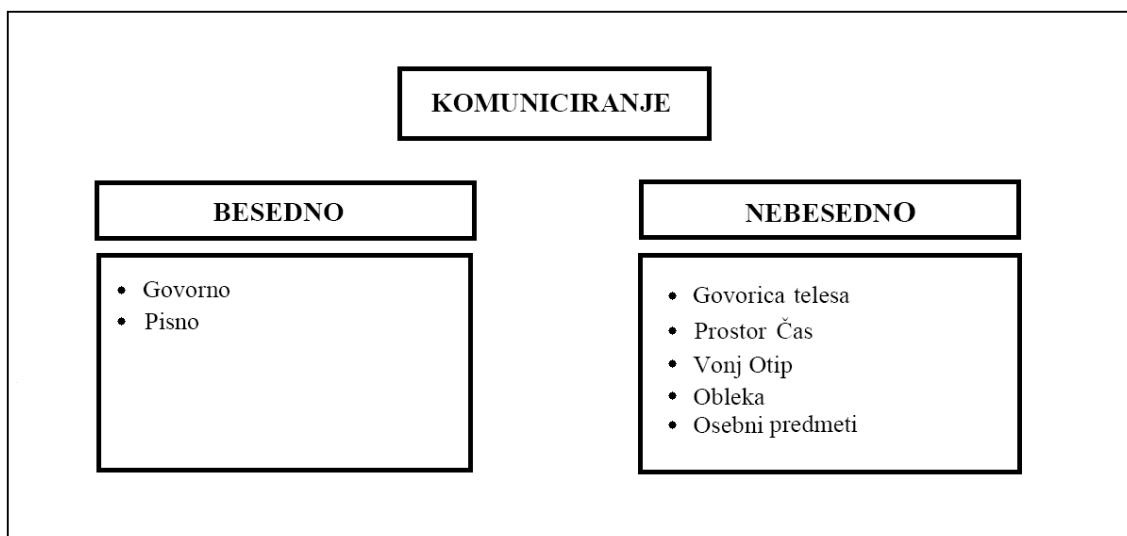 KOMUNICIRANJE
BESEDNO
• Govorno
• Pisno
NEBESEDNO
• Govorica telesa
• Prostor Čas
• Vonj Otip
• Obleka
• Osebni predmeti